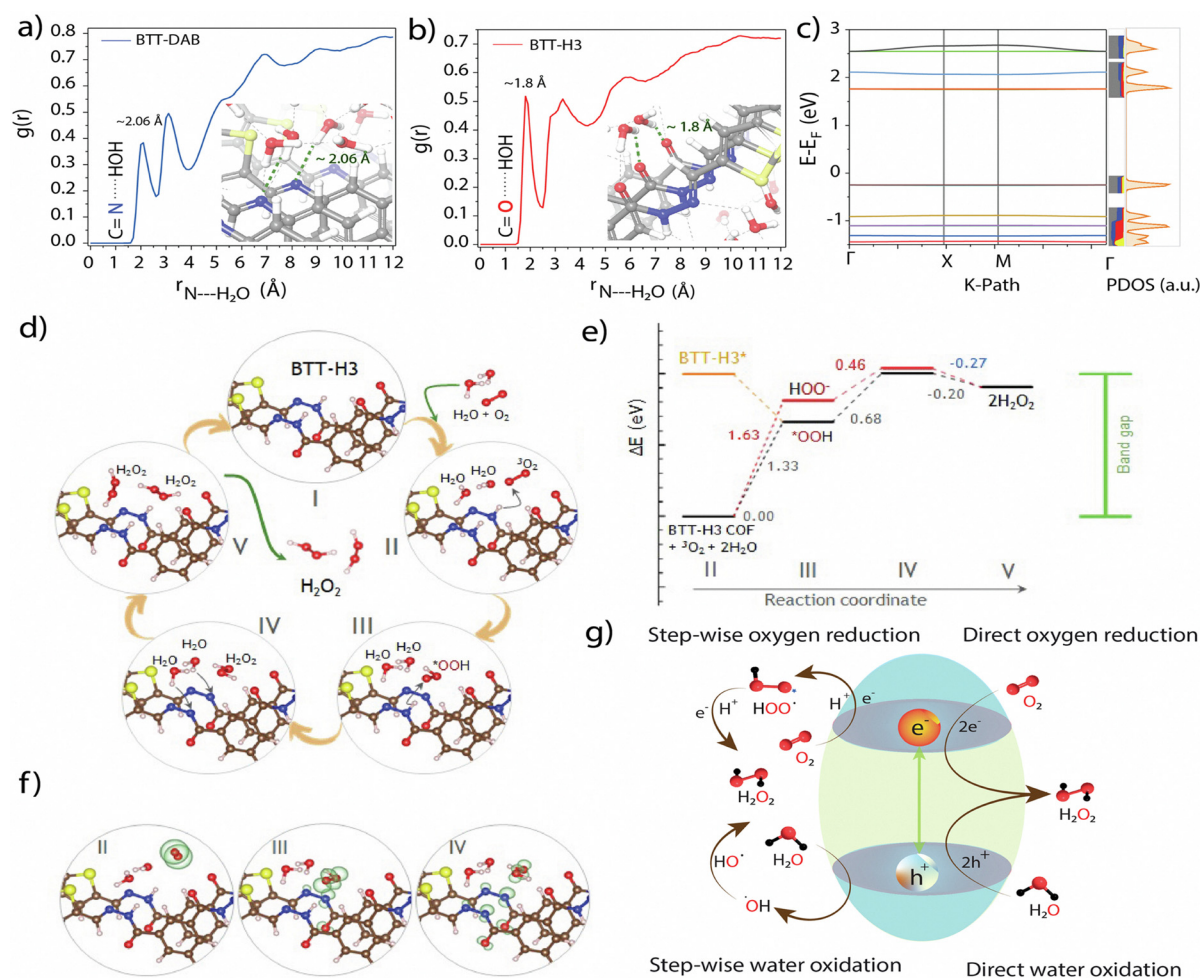 a)
BTT-DAB
0.8
0.7
0.6
0.5
0.4
0.3
0.2
0.1
0.0
g(r)
~2.06 Å
C= N ······HOH
~ 2.06 Å
0 1 2 3 4 5 6 7 8 9 10 11 12
r N---H₂O (Å)
b)
BTT-H3
0.7
0.6
0.5
0.4
0.3
0.2
0.1
0.0
g(r)
~1.8 Å
C= O ······HOH
~ 1.8 Å
0 1 2 3 4 5 6 7 8 9 10 11 12
r N---H₂O (Å)
c)
3
2
1
0
-1
E-E_F (eV)
Γ X M Γ
K-Path
PDOS (a.u.)
d)
BTT-H3
I
H₂O + O₂
H₂O
H₂O
³O₂
II
H₂O
H₂O
*OOH
III
H₂O
H₂O
H₂O₂
IV
H₂O₂
H₂O₂
V
H₂O₂
e)
ΔE (eV)
BTT-H3*
HOO⁻
0.46
-0.27
-0.20
2H₂O₂
*OOH
0.68
1.63
1.33
0.00
BTT-H3 COF
+ ³O₂ + 2H₂O
Band gap
II III IV V
Reaction coordinate
f)
II
III
IV
g)
Step-wise oxygen reduction
Direct oxygen reduction
HOO•
e⁻
H⁺
H⁺
e⁻
O₂
H₂O₂
e⁻
O₂
2e⁻
H₂O₂
HO•
H₂O
•OH
h⁺
2h⁺
H₂O
Step-wise water oxidation
Direct water oxidation